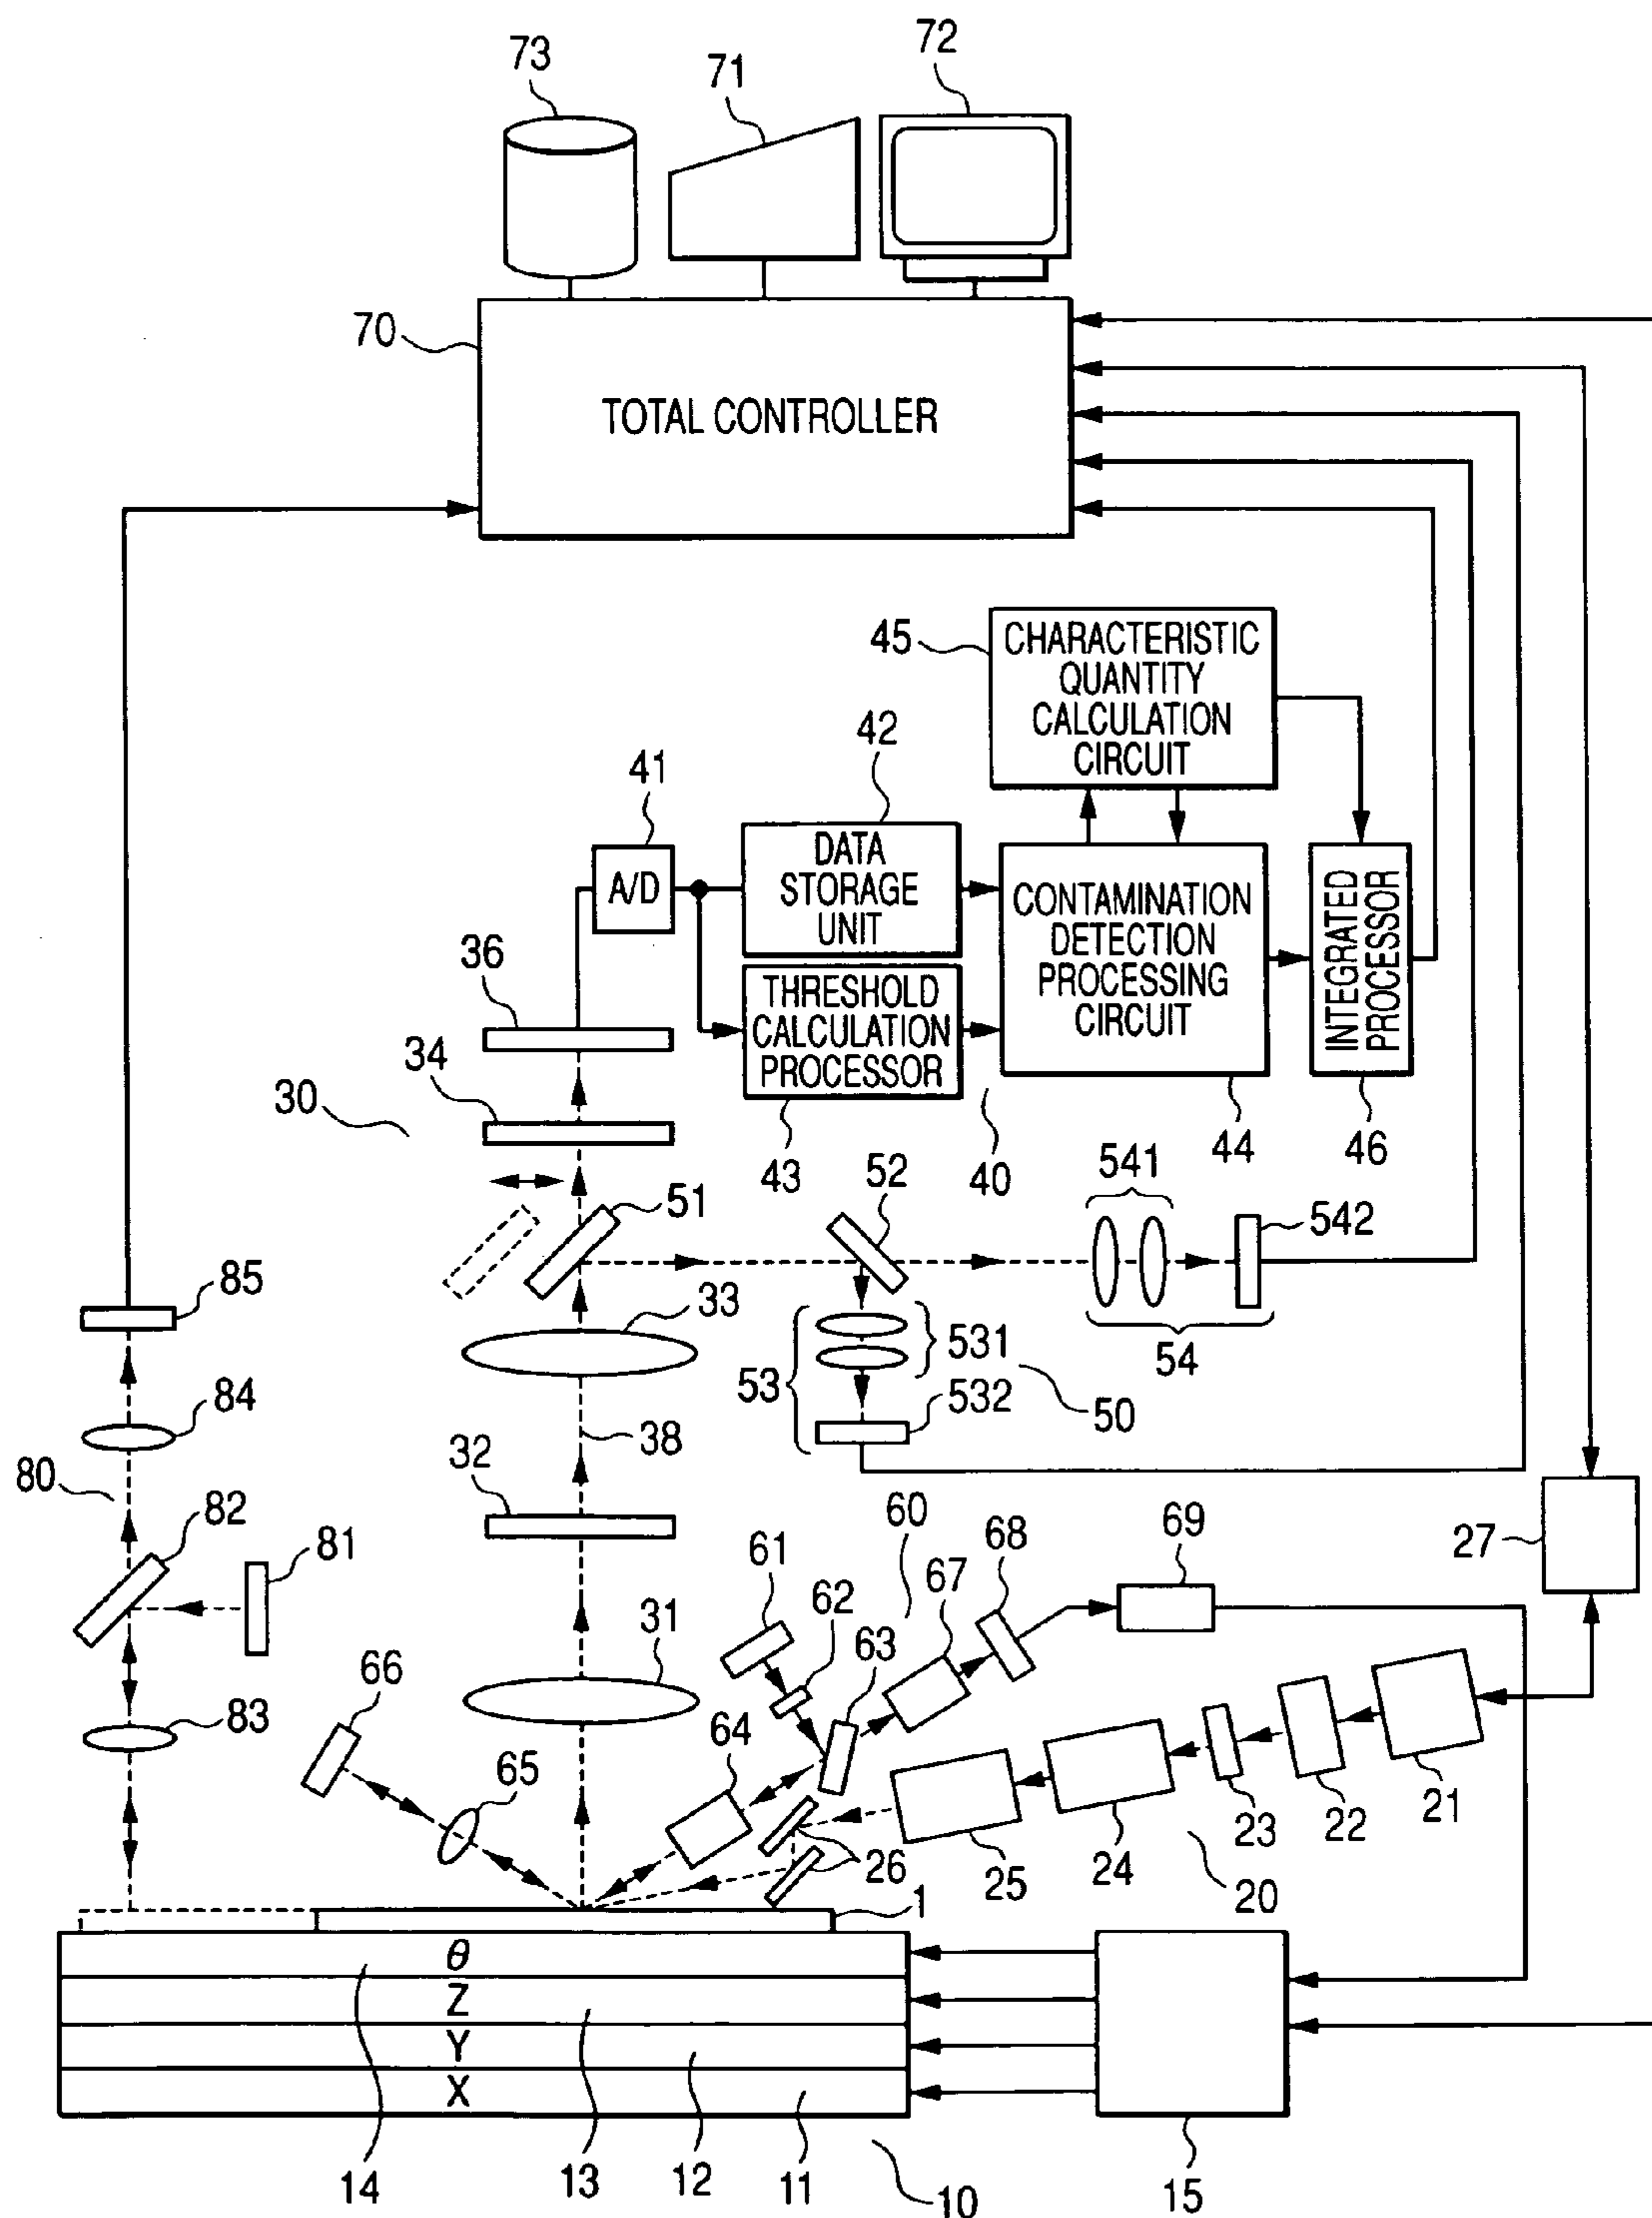 72
73
71
70
TOTAL CONTROLLER
45
CHARACTERISTIC
QUANTITY
CALCULATION
CIRCUIT
42
41
A/D
DATA
STORAGE
UNIT
CONTAMINATION
DETECTION
PROCESSING
CIRCUIT
INTEGRATED
PROCESSOR
36
THRESHOLD
CALCULATION
PROCESSOR
34
30
43
40
44
46
541
52
51
542
85
33
531
54
53
532
50
84
38
32
80
82
81
60
68
69
27
61
67
62
63
31
66
64
83
65
26
25
24
23
22
21
20
1
θ
Z
Y
X
14
13
12
11
10
15